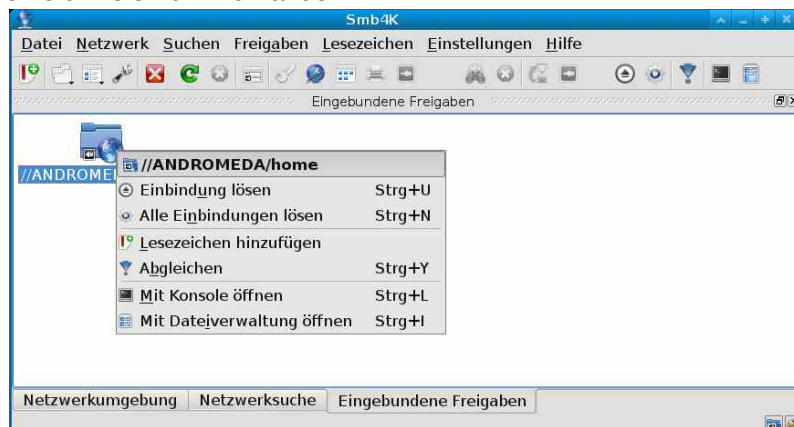 Smb4K
Datei Netzwerk Suchen Freigaben Lesezeichen Einstellungen Hilfe
Eingebundene Freigaben
//ANDROME
//ANDROMEDA/home
Einbindung lösen Strg+U
Alle Einbindungen lösen Strg+N
Lesezeichen hinzufügen
Abgleichen Strg+Y
Mit Konsole öffnen Strg+L
Mit Dateiverwaltung öffnen Strg+I
Netzwerkumgebung Netzwerksuche Eingebundene Freigaben